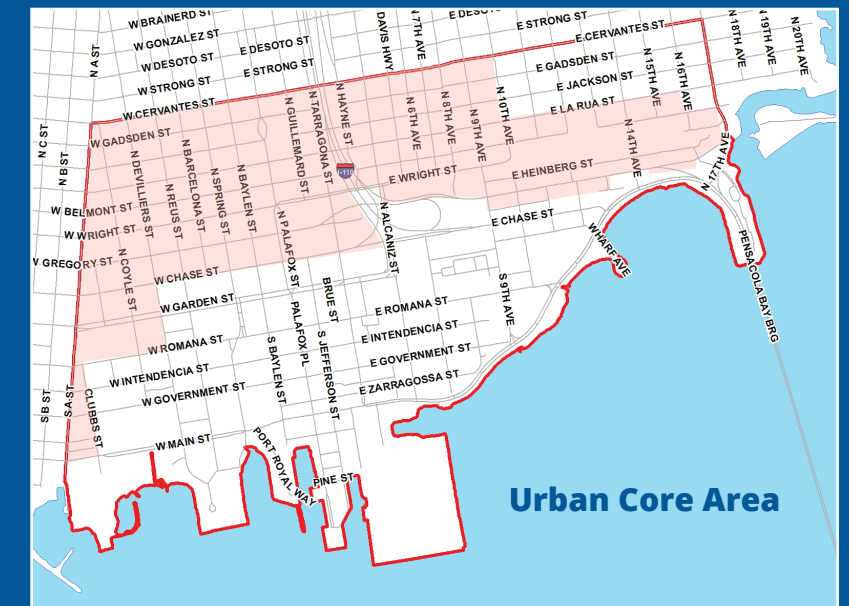 W BRAINERD ST
W GONZALEZ ST
W DESOTO ST
W STRONG ST
W CERVANTES ST
E DESOTO ST
E STRONG ST
DAVIS HWY
N 7TH AVE
E STRONG ST
E CERVANTES ST
E GADSDEN ST
E JACKSON ST
E LA RUA ST
N 15TH AVE
N 16TH AVE
N 18TH AVE
N 19TH AVE
N 20TH AVE
N A ST
N C ST
N B ST
W GADSDEN ST
N DEVILLIERS ST
N REUS ST
N BARCELONA ST
N SPRING ST
N BAYLEN ST
N GUILLEMARD ST
N TARRAGONA ST
N HAYNE ST
I-110
N 6TH AVE
N 8TH AVE
N 9TH AVE
N 10TH AVE
N 14TH AVE
N 17TH AVE
E WRIGHT ST
E HEINBERG ST
W BELMONT ST
W WRIGHT ST
W GREGORY ST
N COYLE ST
W CHASE ST
N PALAFOX ST
N ALCANIZ ST
E CHASE ST
WHARF AVE
PENSACOLA BAY BRG
W GARDEN ST
PALAFOX PL
BRUE ST
S 9TH AVE
E ROMANA ST
E INTENDENCIA ST
E GOVERNMENT ST
E ZARRAGOSSA ST
W ROMANA ST
W INTENDENCIA ST
W GOVERNMENT ST
S BAYLEN ST
S JEFFERSON ST
S B ST
S A ST
CLUBBS ST
W MAIN ST
PORT ROYAL WAY
PINE ST
Urban Core Area